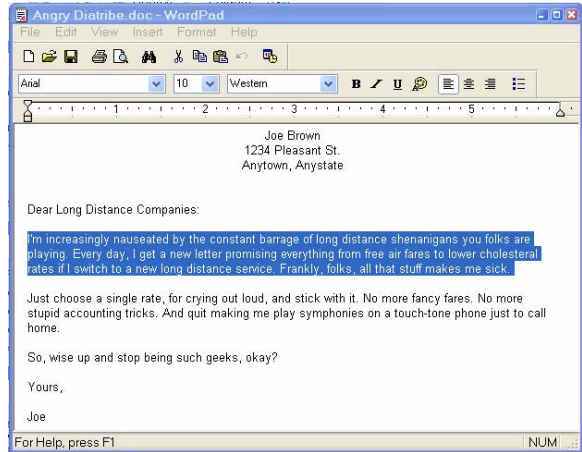 Angry Diatribe.doc - WordPad
File Edit View Insert Format Help
Arial 10 Western B I U
1 2 3 4 5
Joe Brown
1234 Pleasant St.
Anytown, Anystate
Dear Long Distance Companies:
I'm increasingly nauseated by the constant barrage of long distance shenanigans you folks are
playing. Every day, I get a new letter promising everything from free air fares to lower cholesteral
rates if I switch to a new long distance service. Frankly, folks, all that stuff makes me sick.
Just choose a single rate, for crying out loud, and stick with it. No more fancy fares. No more
stupid accounting tricks. And quit making me play symphonies on a touch-tone phone just to call
home.
So, wise up and stop being such geeks, okay?
Yours,
Joe
For Help, press F1 NUM